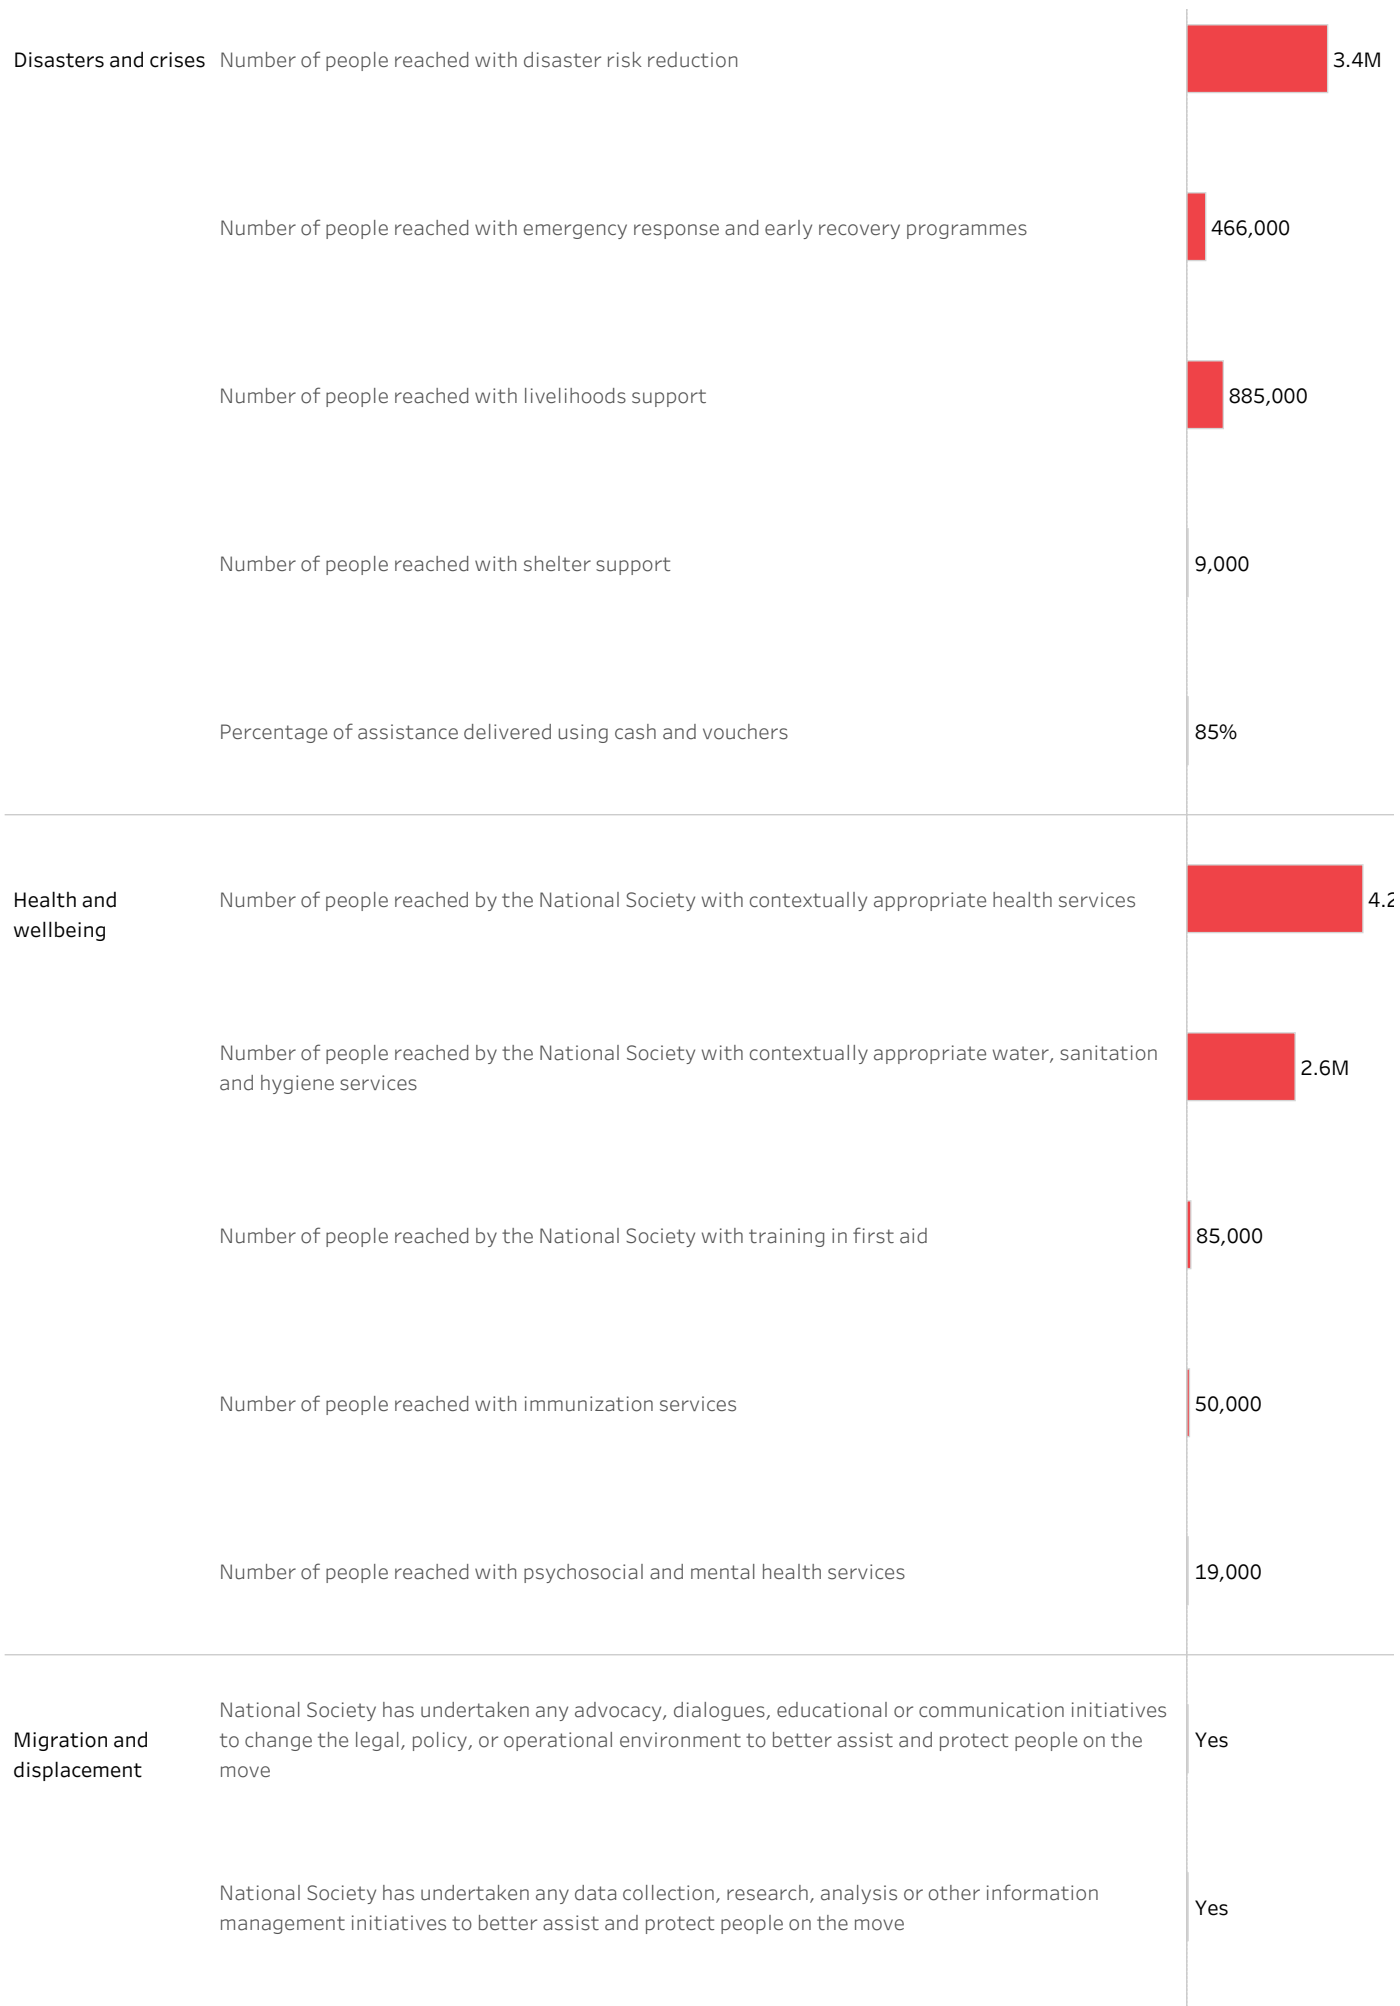 Disasters and crises Number of people reached with disaster risk reduction 3.4M
Number of people reached with emergency response and early recovery programmes 466,000
Number of people reached with livelihoods support 885,000
Number of people reached with shelter support 9,000
Percentage of assistance delivered using cash and vouchers 85%
Health and
wellbeing
Number of people reached by the National Society with contextually appropriate health services 4.2
Number of people reached by the National Society with contextually appropriate water, sanitation
and hygiene services
2.6M
Number of people reached by the National Society with training in first aid 85,000
Number of people reached with immunization services 50,000
Number of people reached with psychosocial and mental health services 19,000
Migration and
displacement
National Society has undertaken any advocacy, dialogues, educational or communication initiatives
to change the legal, policy, or operational environment to better assist and protect people on the
move
Yes
National Society has undertaken any data collection, research, analysis or other information
management initiatives to better assist and protect people on the move
Yes